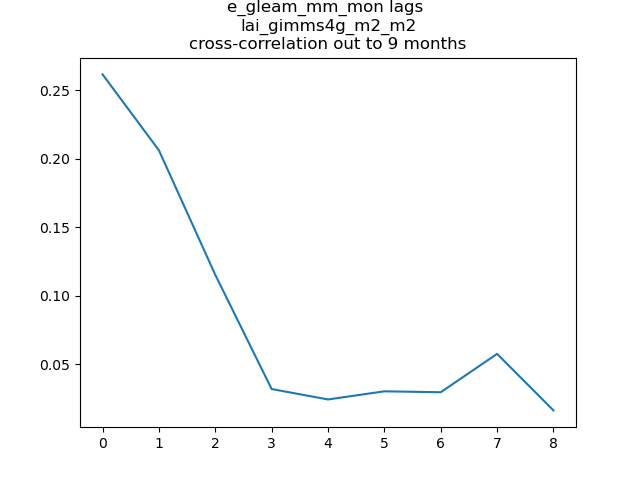 e_gleam_mm_mon lags
lai_gimms4g_m2_m2
cross-correlation out to 9 months
0.25
0.20
0.15
0.10
0.05
0 1 2 3 4 5 6 7 8